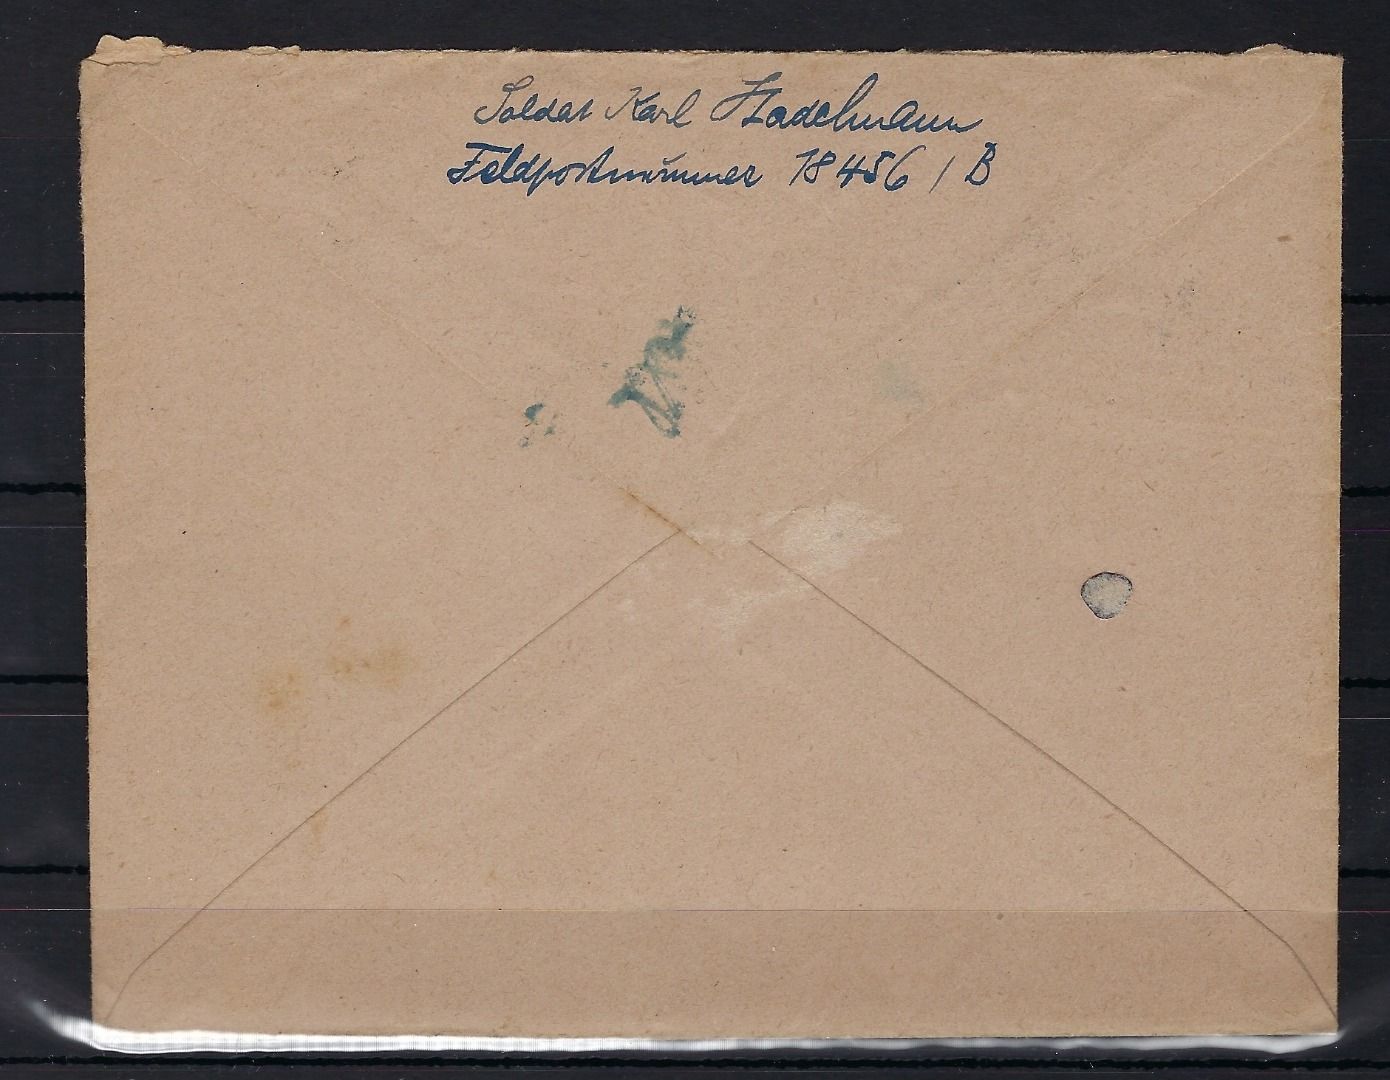 Soldat Karl Hadelmann
Feldpostnummer 18456 / B